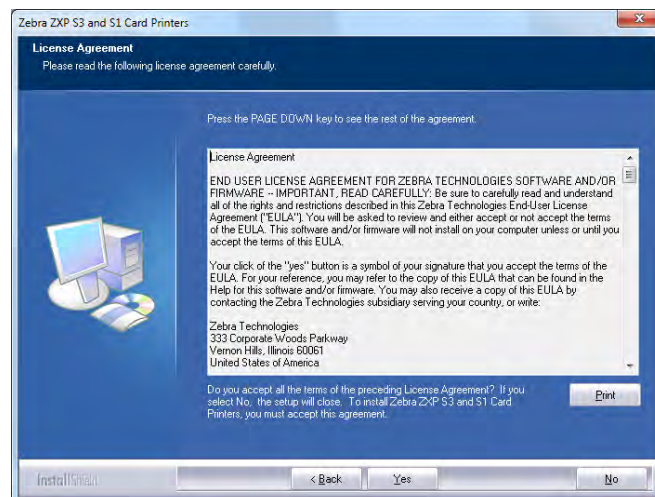 Zebra ZXP S3 and S1 Card Printers
License Agreement
Please read the following license agreement carefully.
Press the PAGE DOWN key to see the rest of the agreement.
License Agreement
END USER LICENSE AGREEMENT FOR ZEBRA TECHNOLOGIES SOFTWARE AND/OR
FIRMWARE -- IMPORTANT, READ CAREFULLY: Be sure to carefully read and understand
all of the rights and restrictions described in this Zebra Technologies End-User License
Agreement ("EULA"). You will be asked to review and either accept or not accept the terms
of the EULA. This software and/or firmware will not install on your computer unless or until you
accept the terms of this EULA.
Your click of the "yes" button is a symbol of your signature that you accept the terms of the
EULA. For your reference, you may refer to the copy of this EULA that can be found in the
Help for this software and/or firmware. You may also receive a copy of this EULA by
contacting the Zebra Technologies subsidiary serving your country, or write:
Zebra Technologies
333 Corporate Woods Parkway
Vernon Hills, Illinois 60061
United States of America
Do you accept all the terms of the preceding License Agreement? If you
select No, the setup will close. To install Zebra ZXP S3 and S1 Card
Printers, you must accept this agreement.
Print
InstallShield
< Back
Yes
No